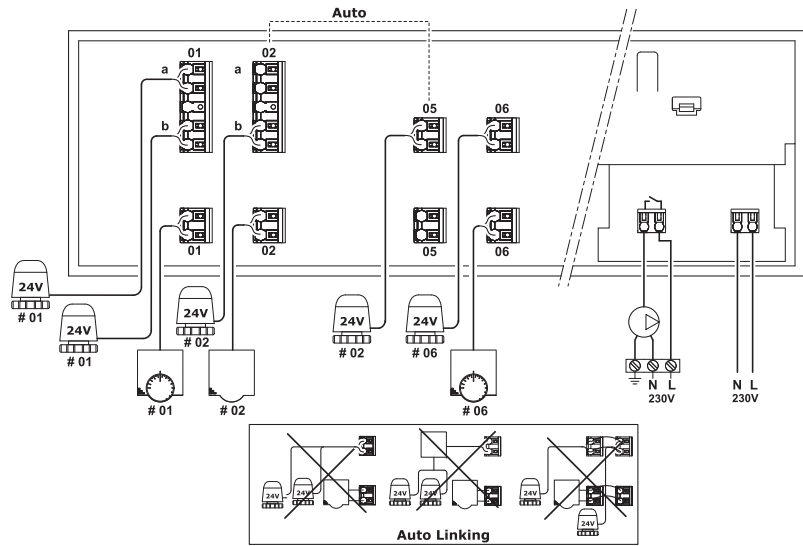 Auto
01 02
a a
b b
05 06
01 02 05 06
24V
# 01
24V
# 01
24V
# 02
24V
# 02
24V
# 06
# 01 # 02 # 06
N L
230V
N L
230V
24V 24V 24V 24V 24V 24V
Auto Linking